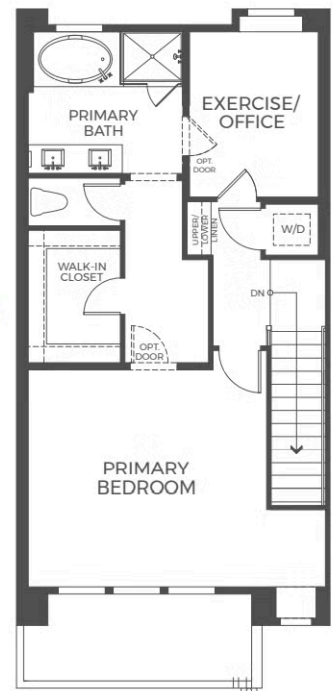 PRIMARY
BATH
EXERCISE/
OFFICE
OPT.
DOOR
UPPER/
LOWER
LINEN
W/D
WALK-IN
CLOSET
DN
OPT.
DOOR
PRIMARY
BEDROOM